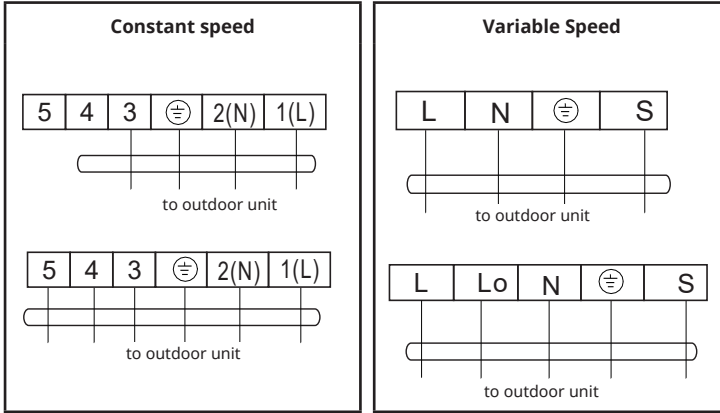 Constant speed
5 4 3 2(N) 1(L)
to outdoor unit
5 4 3 2(N) 1(L)
to outdoor unit
Variable Speed
L N S
to outdoor unit
L Lo N S
to outdoor unit